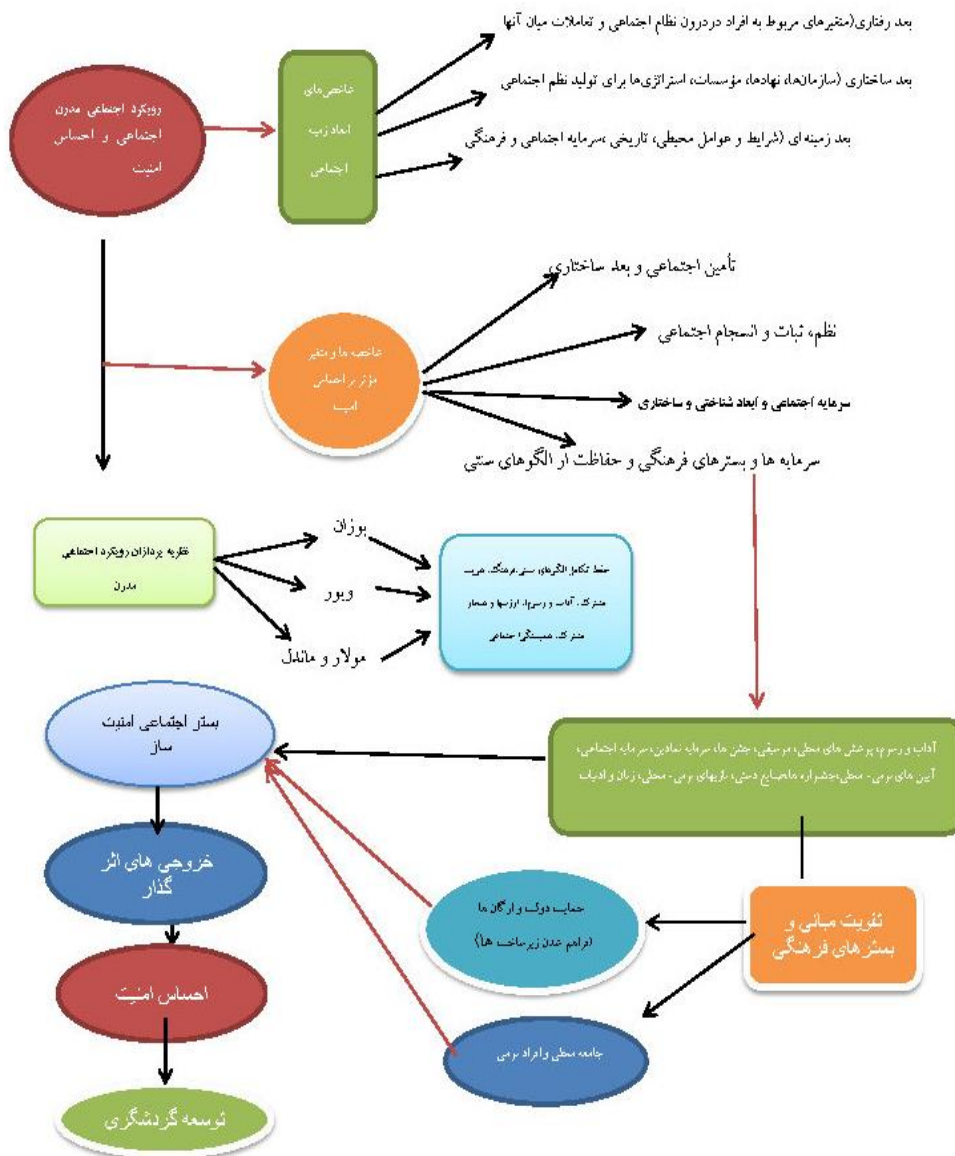 بعد رفتاری(متغیرهای مربوط به افراد دردرون نظام اجتماعی و تعاملات میان آنها
بعد ساختاری (سازمان‌ها، نهادها، مؤسسات، استراتژی‌ها برای تولید نظم اجتماعی
بعد زمینه ای (شرایط و عوامل محیطی، تاریخی ،سرمایه اجتماعی و فرهنگی
رویکرد اجتماعی مدرن
اجتماعی و احساس
امنیت
شاخص‌های
اجتماعی
تأمین اجتماعی و بعد ساختاری
نظم، ثبات و انسجام اجتماعی
سرمایه اجتماعی و ابعاد شناختی و ساختاری
سرمایه ها و بسترهای فرهنگی و حفاظت از الگوهای سنتی
شاخصه ها و متغیر
مؤثر بر احساس
امنیت
نظریه پردازان رویکرد اجتماعی
مدرن
بوزان
ویور
مولار و ماندل
حفظ تکامل الگوهای سنتی،فرهنگ، هویت
مشترک، آداب و رسوم، ارزشها و هنجار
مشترک، همبستگی اجتماعی
بستر اجتماعی امنیت
ساز
آداب و رسوم، پوشش های محلی، موسیقی، جشن ها، سرمایه نمادین، سرمایه اجتماعی،
آیین های بومی- محلی،جشنواره ها،صنایع دستی، بازیهای بومی- محلی، زبان و ادبیات
خروجی های اثر
گذار
حمایت دولت و ارگان ها
(فراهم شدن زیرساخت ها)
تقویت مبانی و
بسترهای فرهنگی
احساس امنیت
جامعه محلی و افراد بومی
توسعه گردشگری